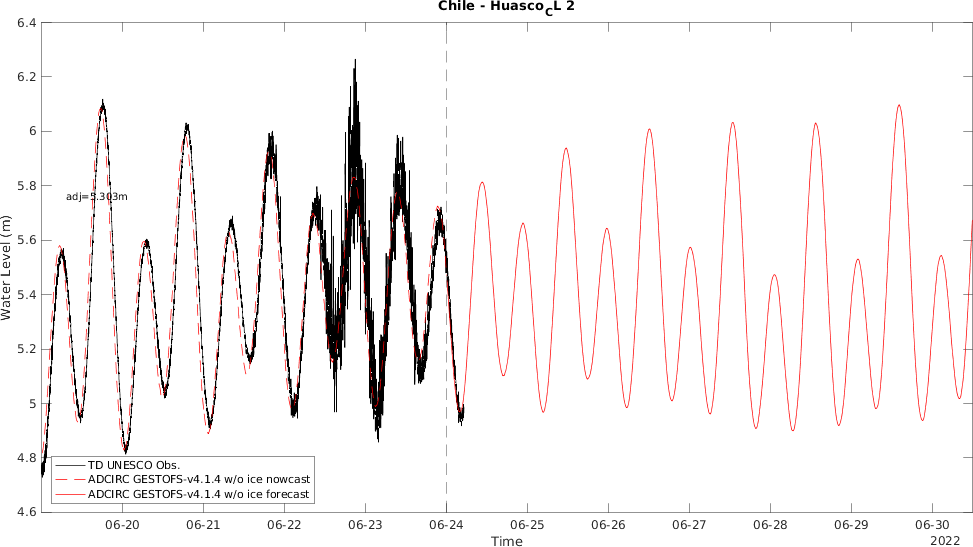 Chile - HuascoCL 2
6.4
6.2
6
5.8
5.6
5.4
5.2
5
4.8
4.6
Water Level (m)
adj=5.303m
TD UNESCO Obs.
ADCIRC GESTOFS-v4.1.4 w/o ice nowcast
ADCIRC GESTOFS-v4.1.4 w/o ice forecast
06-20 06-21 06-22 06-23 06-24 06-25 06-26 06-27 06-28 06-29 06-30
Time
2022